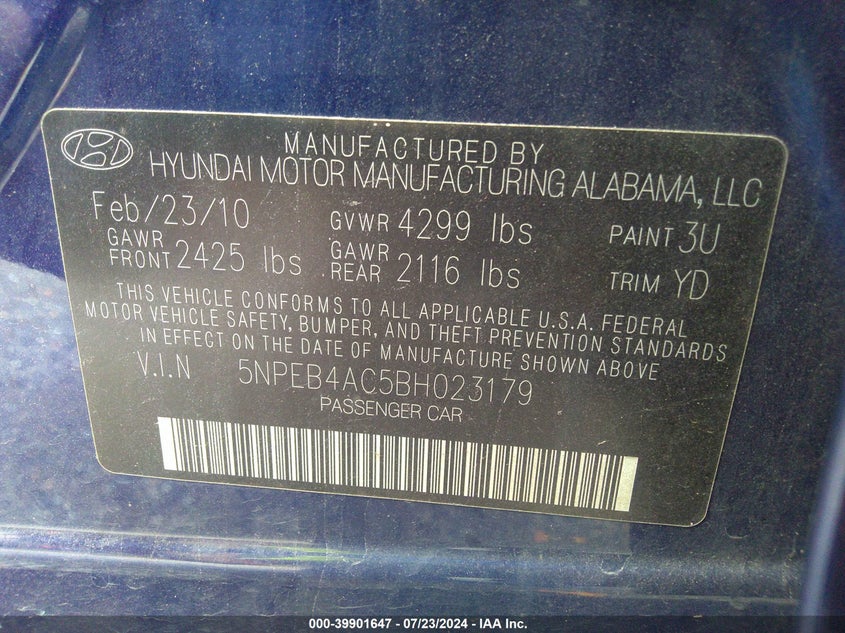 MANUFACTURED BY
HYUNDAI MOTOR MANUFACTURING ALABAMA, LLC
Feb/23/10 GVWR 4299 lbs PAINT 3U
GAWR FRONT 2425 lbs GAWR REAR 2116 lbs TRIM YD
THIS VEHICLE CONFORMS TO ALL APPLICABLE U.S.A. FEDERAL
MOTOR VEHICLE SAFETY, BUMPER, AND THEFT PREVENTION STANDARDS
IN EFFECT ON THE DATE OF MANUFACTURE SHOWN ABOVE
V.I.N 5NPEB4AC5BH023179
PASSENGER CAR
000-39901647 - 07/23/2024 - IAA Inc.